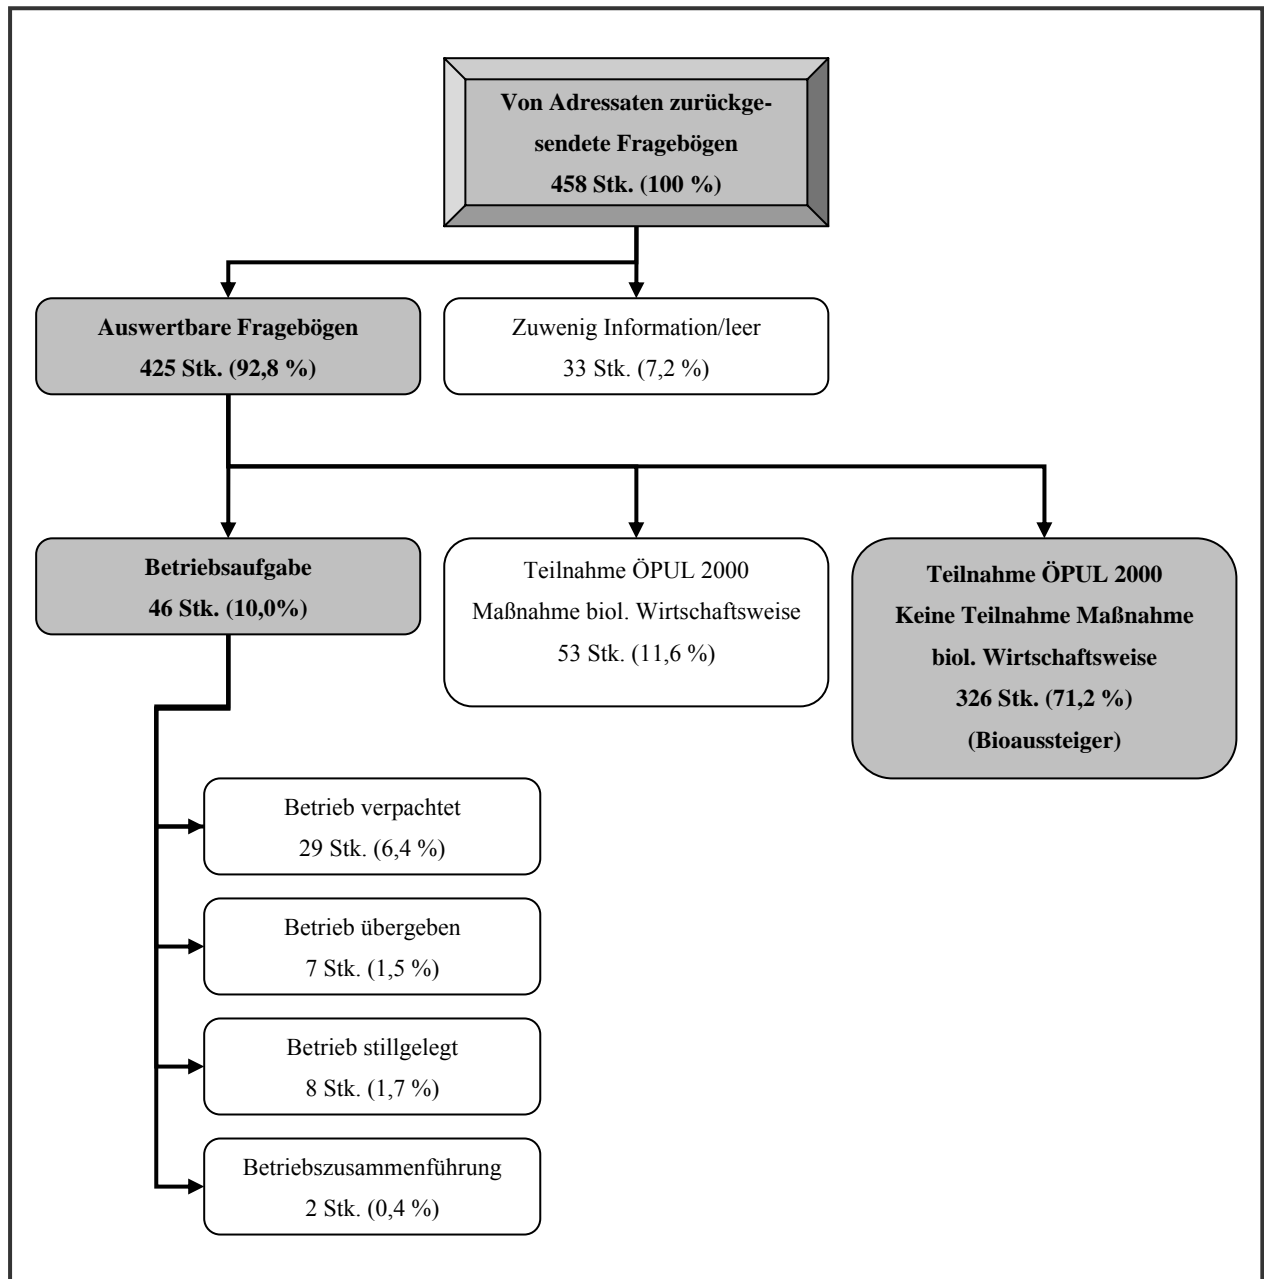 Von Adressaten zurückge-
sendete Fragebögen
458 Stk. (100 %)
Auswertbare Fragebögen
425 Stk. (92,8 %)
Zuwenig Information/leer
33 Stk. (7,2 %)
Betriebsaufgabe
46 Stk. (10,0%)
Teilnahme ÖPUL 2000
Maßnahme biol. Wirtschaftsweise
53 Stk. (11,6 %)
Teilnahme ÖPUL 2000
Keine Teilnahme Maßnahme
biol. Wirtschaftsweise
326 Stk. (71,2 %)
(Bioaussteiger)
Betrieb verpachtet
29 Stk. (6,4 %)
Betrieb übergeben
7 Stk. (1,5 %)
Betrieb stillgelegt
8 Stk. (1,7 %)
Betriebszusammenführung
2 Stk. (0,4 %)